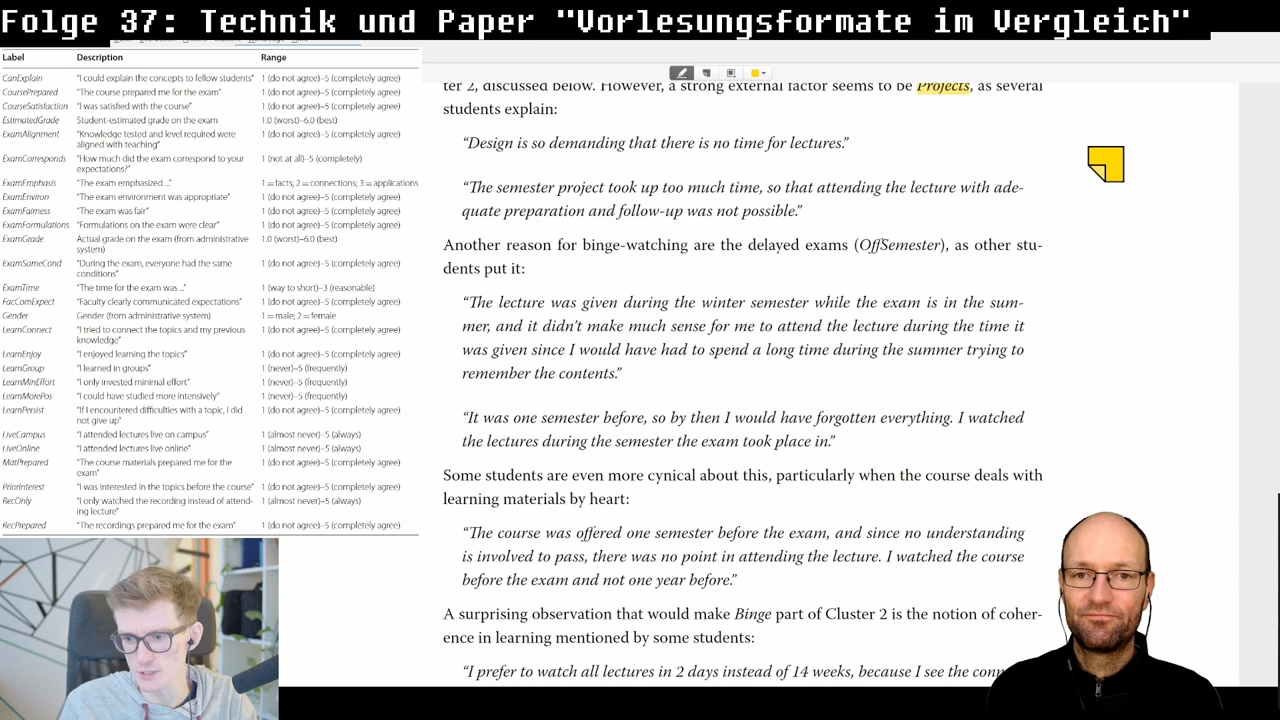 Folge 37: Technik und Paper "Vorlesungsformate im Vergleich"
Label Description Range
CanExplain "I could explain the concepts to fellow students" 1 (do not agree)–5 (completely agree)
CoursePrepared "The course prepared me for the exam" 1 (do not agree)–5 (completely agree)
CourseSatisfaction "I was satisfied with the course" 1 (do not agree)–5 (completely agree)
EstimatedGrade Student-estimated grade on the exam 1.0 (worst)–6.0 (best)
ExamAlignment "Knowledge tested and level required were 1 (do not agree)–5 (completely agree)
aligned with teaching"
ExamCorresponds "How much did the exam correspond to your 1 (not at all)–5 (completely)
expectations?"
ExamEmphasis "The exam emphasized ..." 1 = facts; 2 = connections; 3 = applications
ExamEnviron "The exam environment was appropriate" 1 (do not agree)–5 (completely agree)
ExamFairness "The exam was fair" 1 (do not agree)–5 (completely agree)
ExamFormulations "Formulations on the exam were clear" 1 (do not agree)–5 (completely agree)
ExamGrade Actual grade on the exam (from administrative 1.0 (worst)–6.0 (best)
system)
ExamSameCond "During the exam, everyone had the same 1 (do not agree)–5 (completely agree)
conditions"
ExamTime "The time for the exam was ..." 1 (way to short)–3 (reasonable)
FacComExpect "Faculty clearly communicated expectations" 1 (do not agree)–5 (completely agree)
Gender Gender (from administrative system) 1 = male; 2 = female
LearnConnect "I tried to connect the topics and my previous 1 (do not agree)–5 (completely agree)
knowledge"
LearnEnjoy "I enjoyed learning the topics" 1 (do not agree)–5 (completely agree)
LearnGroup "I learned in groups" 1 (never)–5 (frequently)
LearnMinEffort "I only invested minimal effort" 1 (never)–5 (frequently)
LearnMorePos "I could have studied more intensively" 1 (never)–5 (frequently)
LearnPersist "If I encountered difficulties with a topic, I did 1 (do not agree)–5 (completely agree)
not give up"
LiveCampus "I attended lectures live on campus" 1 (almost never)–5 (always)
LiveOnline "I attended lectures live online" 1 (almost never)–5 (always)
MatPrepared "The course materials prepared me for the 1 (do not agree)–5 (completely agree)
exam"
PriorInterest "I was interested in the topics before the course" 1 (do not agree)–5 (completely agree)
RecOnly "I only watched the recording instead of attend- 1 (almost never)–5 (always)
ing lecture"
RecPrepared "The recordings prepared me for the exam" 1 (do not agree)–5 (completely agree)
ter 2, discussed below. However, a strong external factor seems to be Projects, as several
students explain:
“Design is so demanding that there is no time for lectures.”
“The semester project took up too much time, so that attending the lecture with ade-
quate preparation and follow-up was not possible.”
Another reason for binge-watching are the delayed exams (OffSemester), as other stu-
dents put it:
“The lecture was given during the winter semester while the exam is in the sum-
mer, and it didn’t make much sense for me to attend the lecture during the time it
was given since I would have had to spend a long time during the summer trying to
remember the contents.”
“It was one semester before, so by then I would have forgotten everything. I watched
the lectures during the semester the exam took place in.”
Some students are even more cynical about this, particularly when the course deals with
learning materials by heart:
“The course was offered one semester before the exam, and since no understanding
is involved to pass, there was no point in attending the lecture. I watched the course
before the exam and not one year before.”
A surprising observation that would make Binge part of Cluster 2 is the notion of coher-
ence in learning mentioned by some students:
“I prefer to watch all lectures in 2 days instead of 14 weeks, because I see the